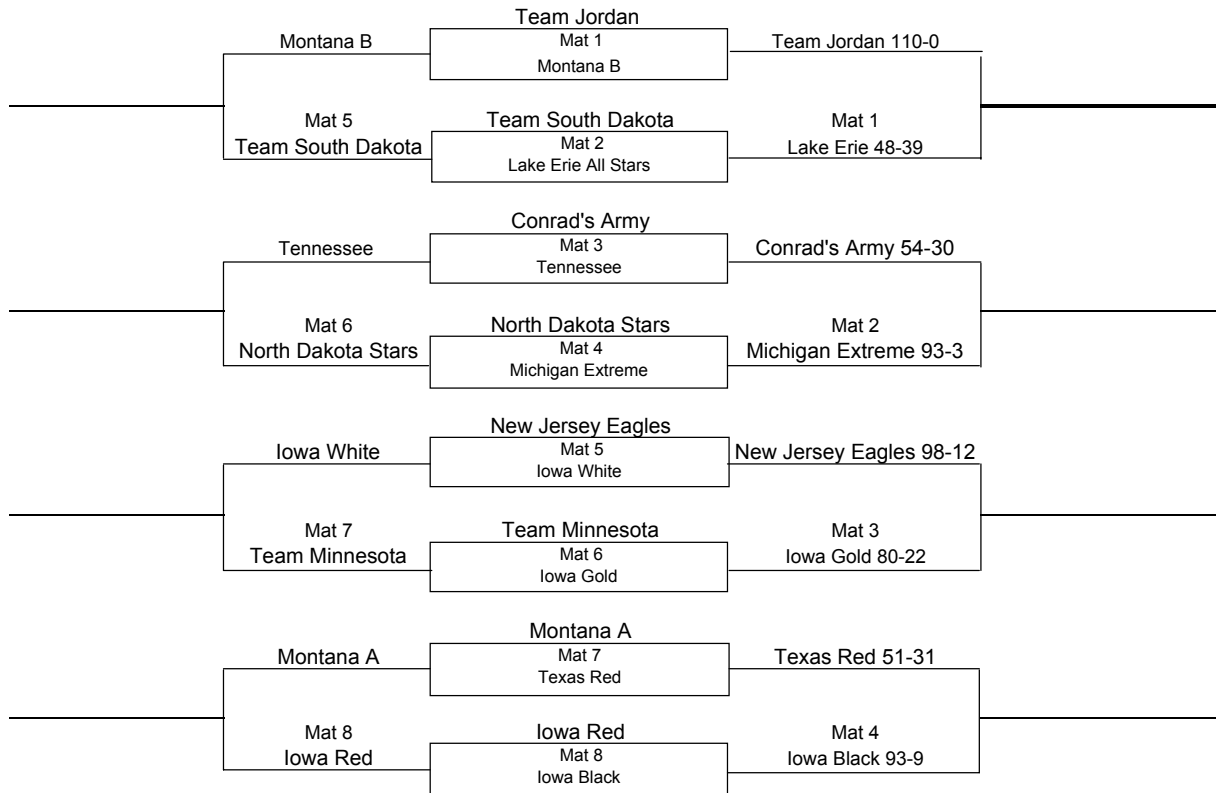 Team Jordan
Montana B Mat 1 Team Jordan 110-0
Montana B
Mat 5 Team South Dakota Mat 1
Team South Dakota Mat 2 Lake Erie 48-39
Lake Erie All Stars
Conrad's Army
Tennessee Mat 3 Conrad's Army 54-30
Tennessee
Mat 6 North Dakota Stars Mat 2
North Dakota Stars Mat 4 Michigan Extreme 93-3
Michigan Extreme
New Jersey Eagles
Iowa White Mat 5 New Jersey Eagles 98-12
Iowa White
Mat 7 Team Minnesota Mat 3
Team Minnesota Mat 6 Iowa Gold 80-22
Iowa Gold
Montana A
Montana A Mat 7 Texas Red 51-31
Texas Red
Mat 8 Iowa Red Mat 4
Iowa Red Mat 8 Iowa Black 93-9
Iowa Black